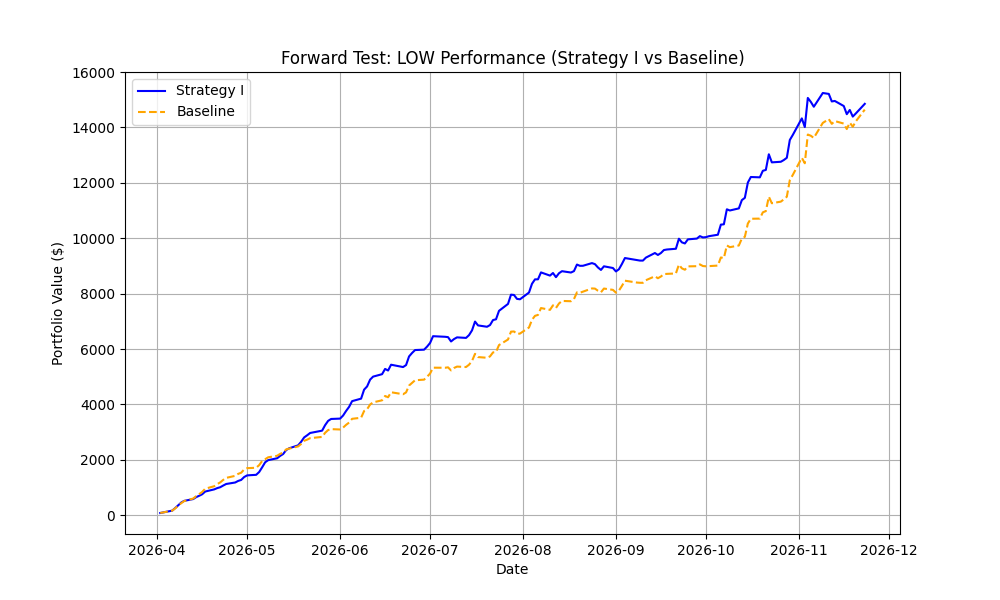 Forward Test: LOW Performance (Strategy I vs Baseline)
Strategy I
Baseline
Portfolio Value ($)
16000
14000
12000
10000
8000
6000
4000
2000
0
2026-04 2026-05 2026-06 2026-07 2026-08 2026-09 2026-10 2026-11 2026-12
Date